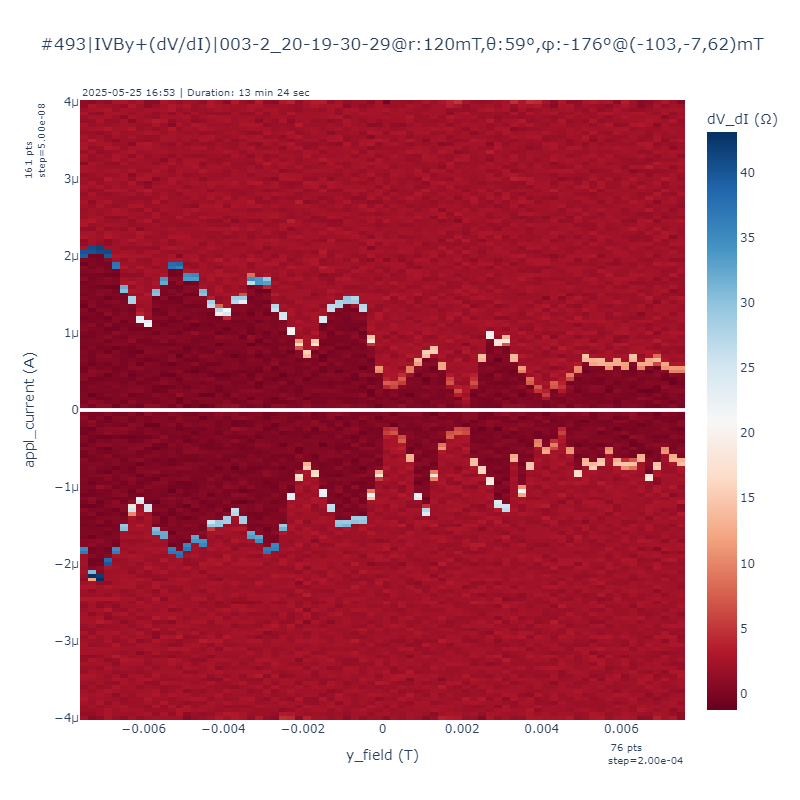 #493|IVBy+(dV/dI)|003-2_20-19-30-29@r:120mT,θ:59°,φ:-176°@(-103,-7,62)mT
2025-05-25 16:53 | Duration: 13 min 24 sec
161 pts
step=5.00e-08
appl_current (A)
4μ
3μ
2μ
1μ
0
−1μ
−2μ
−3μ
−4μ
−0.006
−0.004
−0.002
0
0.002
0.004
0.006
y_field (T)
76 pts
step=2.00e-04
dV_dI (Ω)
40
35
30
25
20
15
10
5
0